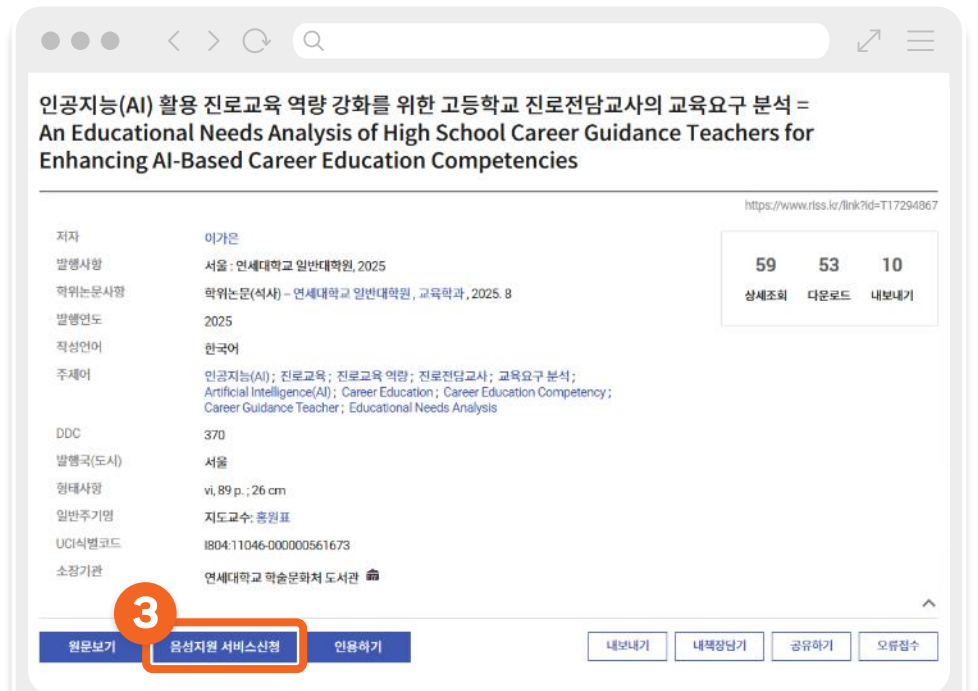 인공지능(AI) 활용 진로교육 역량 강화를 위한 고등학교 진로전담교사의 교육요구 분석 =
An Educational Needs Analysis of High School Career Guidance Teachers for
Enhancing AI-Based Career Education Competencies
https://www.riss.kr/link?id=T17294867
저자 이가은
발행사항 서울 : 연세대학교 일반대학원, 2025
학위논문사항 학위논문(석사) – 연세대학교 일반대학원 , 교육학과 , 2025. 8
발행연도 2025
작성언어 한국어
주제어 인공지능(AI) ; 진로교육 ; 진로교육 역량 ; 진로전담교사 ; 교육요구 분석 ;
Artificial Intelligence(AI) ; Career Education ; Career Education Competency ;
Career Guidance Teacher ; Educational Needs Analysis
DDC 370
발행국(도시) 서울
형태사항 vi, 89 p. ; 26 cm
일반주기명 지도교수: 홍원표
UCI식별코드 I804:11046-000000561673
소장기관 연세대학교 학술문화처 도서관
59 53 10
상세조회 다운로드 내보내기
3
원문보기 음성지원 서비스신청 인용하기 내보내기 내책장담기 공유하기 오류접수